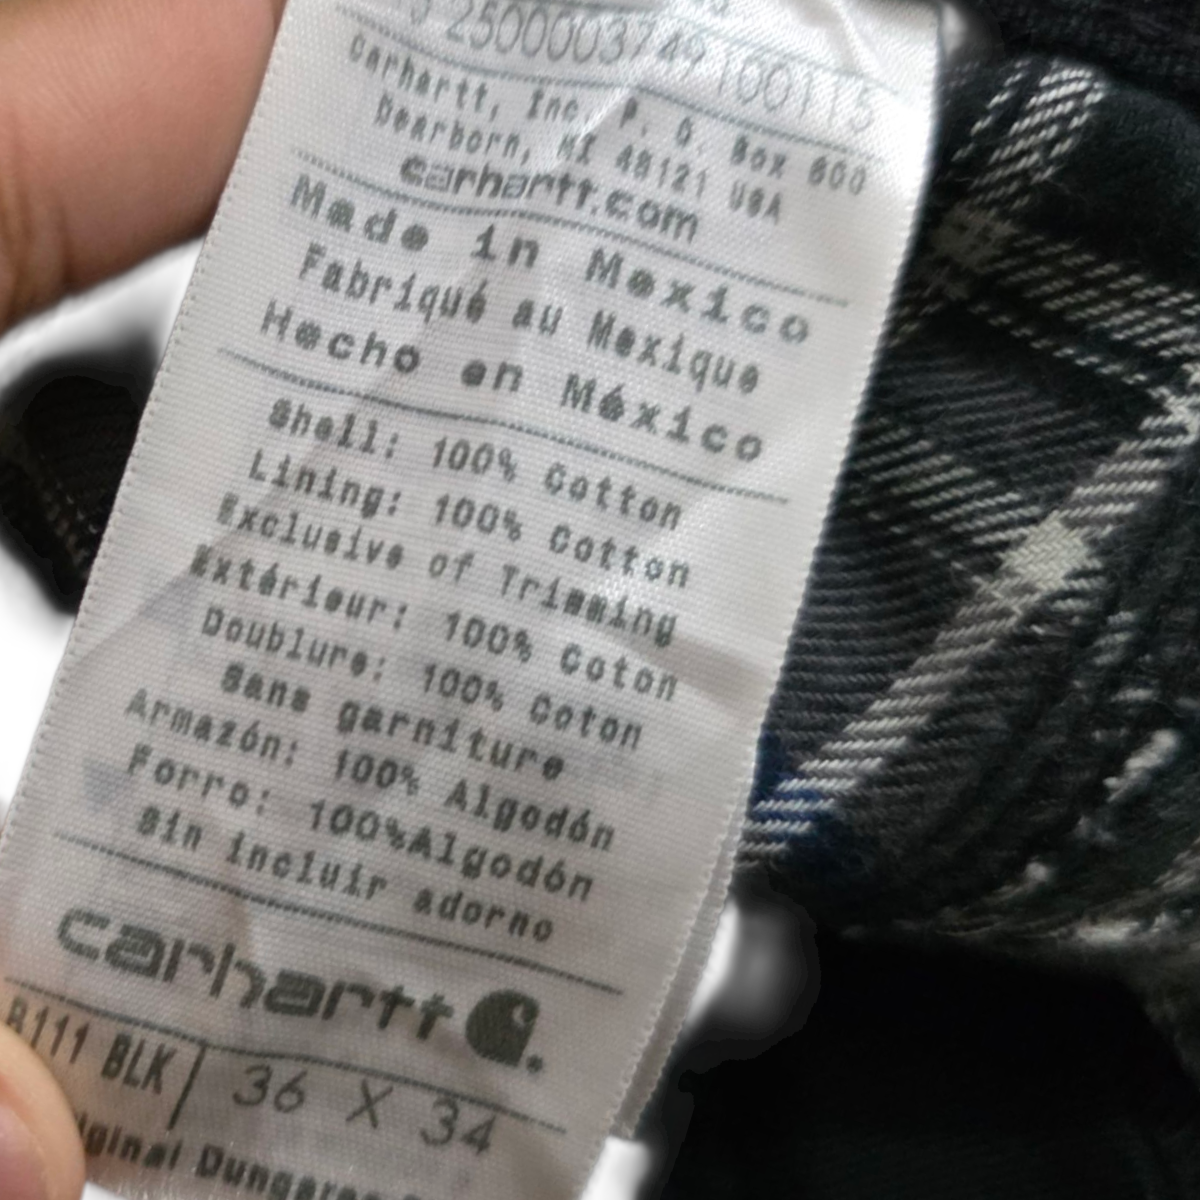 2500003749100115
Carhartt, Inc. P. O. Box 600
Dearborn, MI 48121 USA
carhartt.com
Made in Mexico
Fabriqué au Mexique
Hecho en México
Shell: 100% Cotton
Lining: 100% Cotton
Exclusive of Trimming
Extérieur: 100% Coton
Doublure: 100% Coton
Sans garniture
Armazón: 100% Algodón
Forro: 100%Algodón
Sin incluir adorno
carhartt
B111 BLK 36 X 34